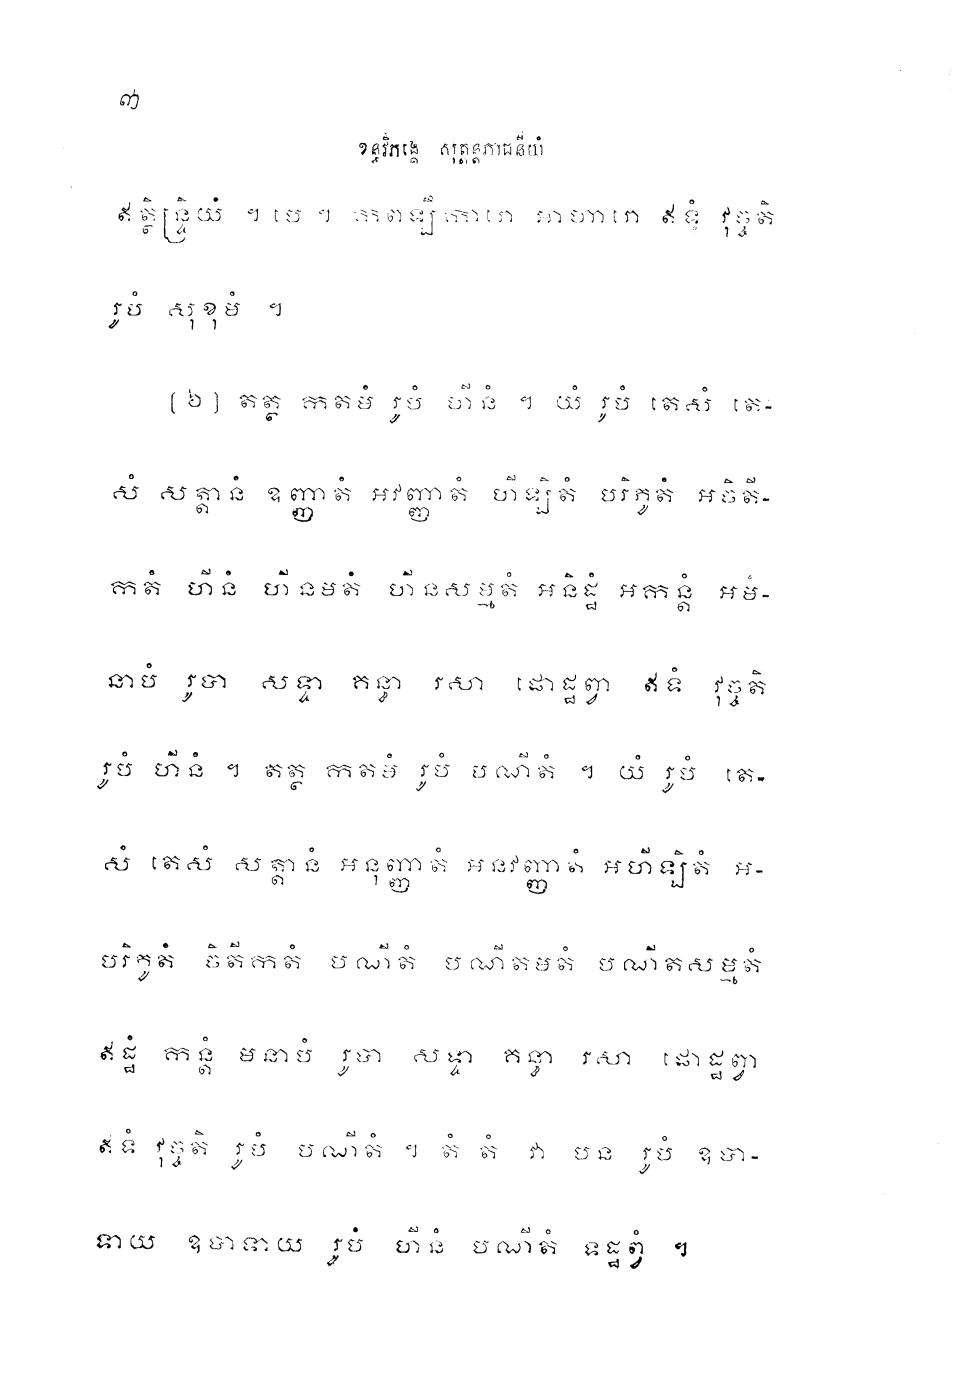 ៣
ខន្ធវិភង្គេ សុត្តន្តភាជនីយំ
ឥត្ថិន្ទ្រិយំ ។ បេ ។ កពឡីការោ អាហារោ ឥទំ វុច្ចតិ
រូបំ សុខុមំ ។
(៦) តត្ថ កតមំ រូបំ ហីនំ ។ យំ រូបំ តេសំ តេ-
សំ សត្តានំ ឧញ្ញាតំ អវញ្ញាតំ ហីឡិតំ បរិភូតំ អចិតី-
កតំ ហីនំ ហីនមតំ ហីនសម្មតំ អនិដ្ឋំ អកន្តំ អម-
នាបំ រូបា សទ្ទា គន្ធា រសា ផោដ្ឋព្វា ឥទំ វុច្ចតិ
រូបំ ហីនំ ។ តត្ថ កតមំ រូបំ បណីតំ ។ យំ រូបំ តេ-
សំ តេសំ សត្តានំ អនុញ្ញាតំ អនវញ្ញាតំ អហីឡិតំ អ-
បរិភូតំ ចិតីកតំ បណីតំ បណីតមតំ បណីតសម្មតំ
ឥដ្ឋំ កន្តំ មនាបំ រូបា សទ្ទា គន្ធា រសា ផោដ្ឋព្វា
ឥទំ វុច្ចតិ រូបំ បណីតំ ។ តំ តំ វា បន រូបំ ឧបា-
ទាយ ឧបាទាយ រូបំ ហីនំ បណីតំ ទដ្ឋព្វំ ។